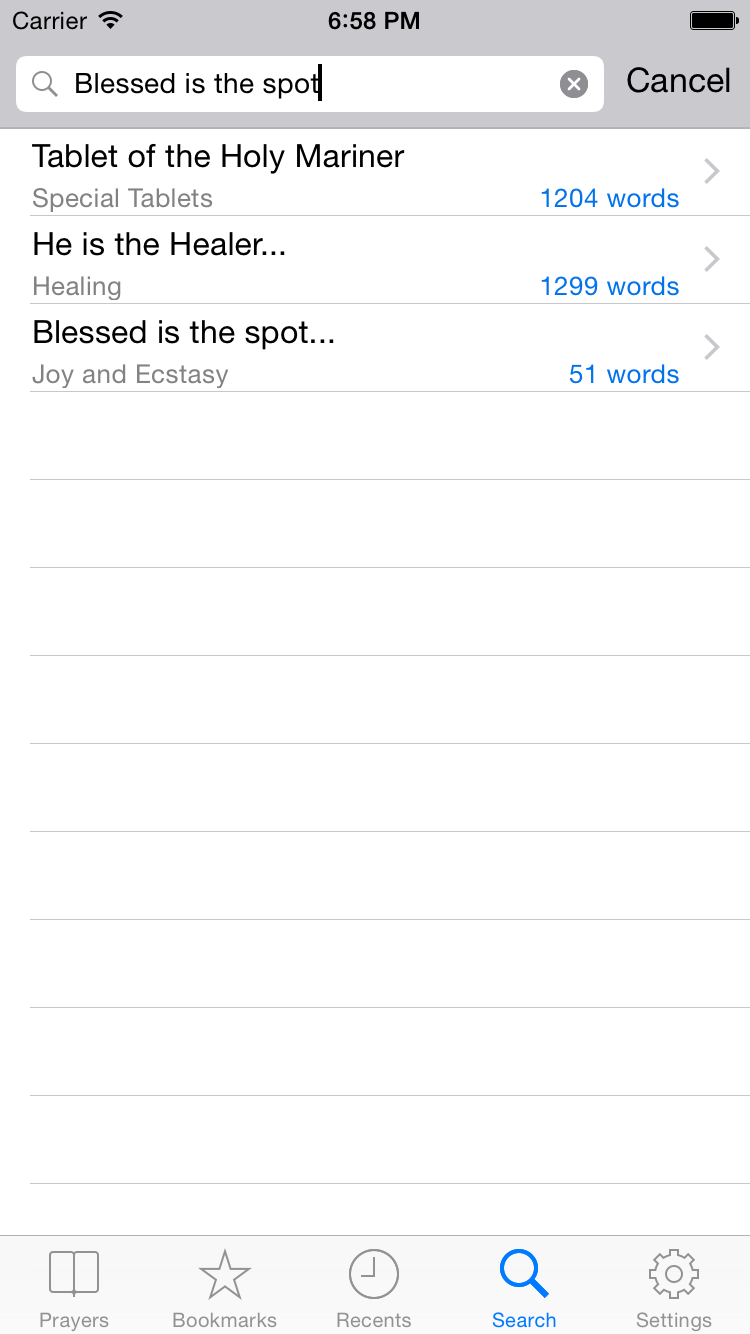 Carrier 6:58 PM
Blessed is the spot Cancel
Tablet of the Holy Mariner
Special Tablets 1204 words
He is the Healer...
Healing 1299 words
Blessed is the spot...
Joy and Ecstasy 51 words
Prayers Bookmarks Recents Search Settings